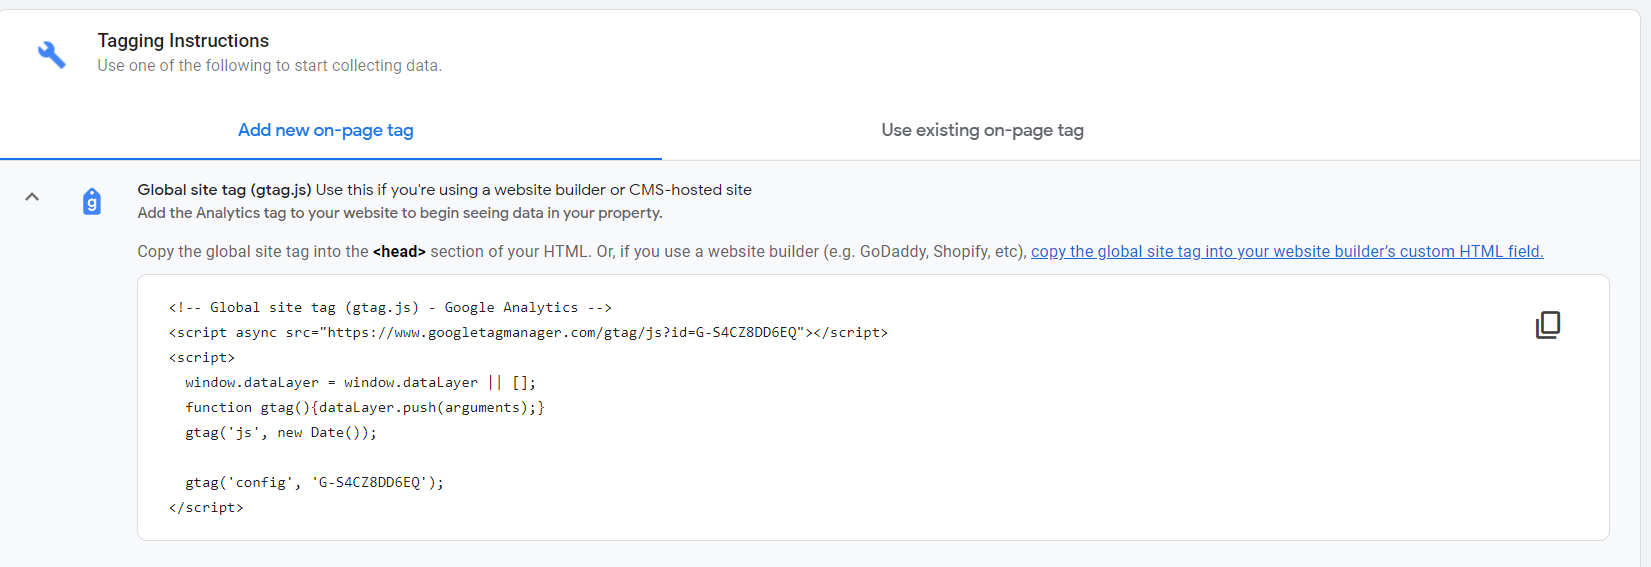 Tagging Instructions
Use one of the following to start collecting data.
Add new on-page tag
Use existing on-page tag
g
Global site tag (gtag.js) Use this if you're using a website builder or CMS-hosted site
Add the Analytics tag to your website to begin seeing data in your property.
Copy the global site tag into the <head> section of your HTML. Or, if you use a website builder (e.g. GoDaddy, Shopify, etc), copy the global site tag into your website builder's custom HTML field.
<!-- Global site tag (gtag.js) - Google Analytics -->
<script async src="https://www.googletagmanager.com/gtag/js?id=G-S4CZ8DD6EQ"></script>
<script>
  window.dataLayer = window.dataLayer || [];
  function gtag(){dataLayer.push(arguments);}
  gtag('js', new Date());

  gtag('config', 'G-S4CZ8DD6EQ');
</script>